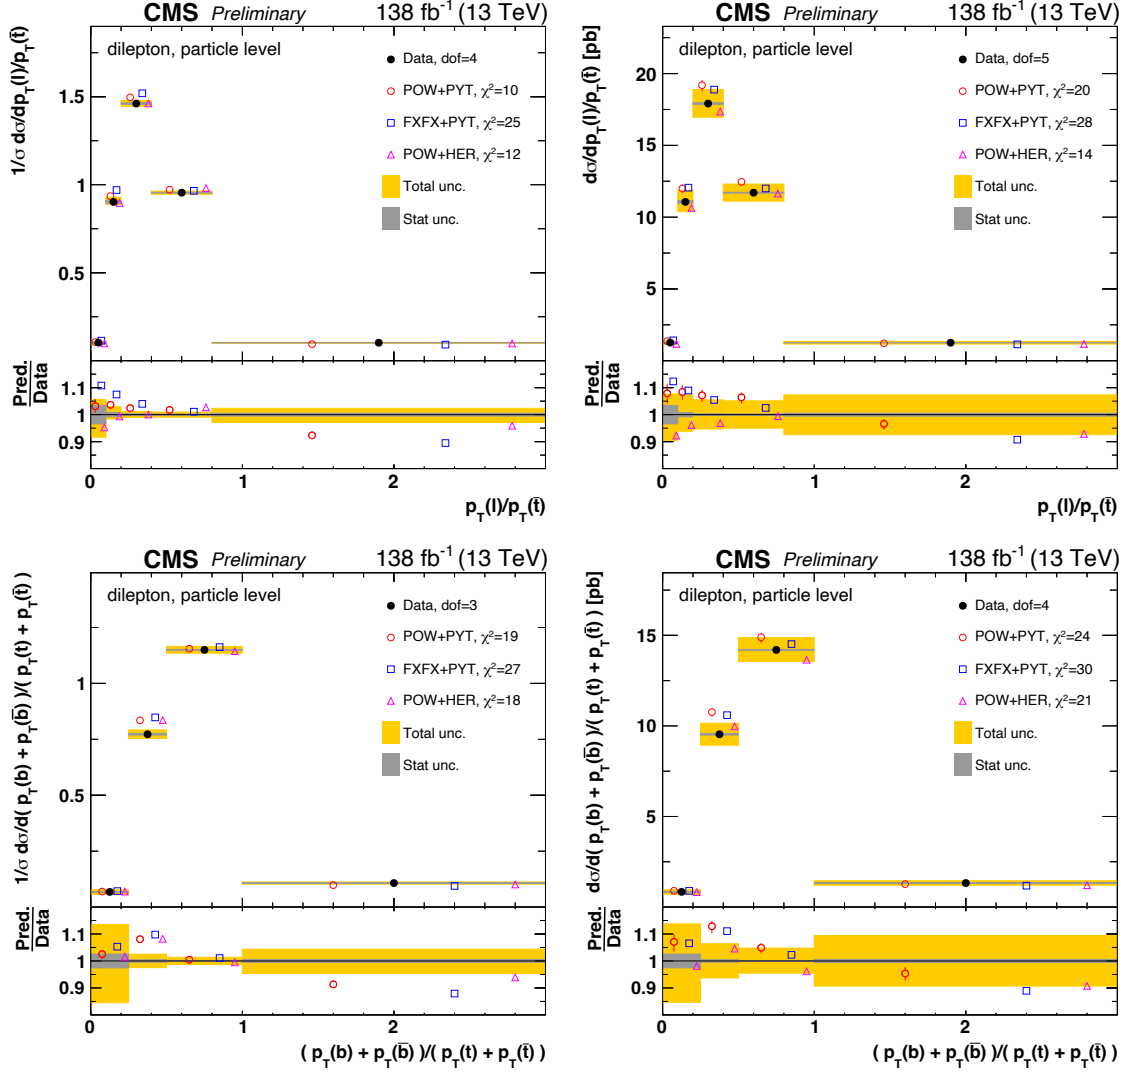 CMS Preliminary 138 fb⁻¹ (13 TeV)
dilepton, particle level
1/σ dσ/dp_T(l)/p_T(t̄)
Data, dof=4
POW+PYT, χ²=10
FXFX+PYT, χ²=25
POW+HER, χ²=12
Total unc.
Stat unc.
1.5
1
0.5
Pred.
Data
1.1
1
0.9
0 1 2
p_T(l)/p_T(t̄)
CMS Preliminary 138 fb⁻¹ (13 TeV)
dilepton, particle level
dσ/dp_T(l)/p_T(t̄) [pb]
Data, dof=5
POW+PYT, χ²=20
FXFX+PYT, χ²=28
POW+HER, χ²=14
Total unc.
Stat unc.
20
15
10
5
Pred.
Data
1.1
1
0.9
0 1 2
p_T(l)/p_T(t̄)
CMS Preliminary 138 fb⁻¹ (13 TeV)
dilepton, particle level
1/σ dσ/d( p_T(b) + p_T(b̄) )/( p_T(t) + p_T(t̄) )
Data, dof=3
POW+PYT, χ²=19
FXFX+PYT, χ²=27
POW+HER, χ²=18
Total unc.
Stat unc.
1
0.5
Pred.
Data
1.1
1
0.9
0 1 2
( p_T(b) + p_T(b̄) )/( p_T(t) + p_T(t̄) )
CMS Preliminary 138 fb⁻¹ (13 TeV)
dilepton, particle level
dσ/d( p_T(b) + p_T(b̄) )/( p_T(t) + p_T(t̄) ) [pb]
Data, dof=4
POW+PYT, χ²=24
FXFX+PYT, χ²=30
POW+HER, χ²=21
Total unc.
Stat unc.
15
10
5
Pred.
Data
1.1
1
0.9
0 1 2
( p_T(b) + p_T(b̄) )/( p_T(t) + p_T(t̄) )